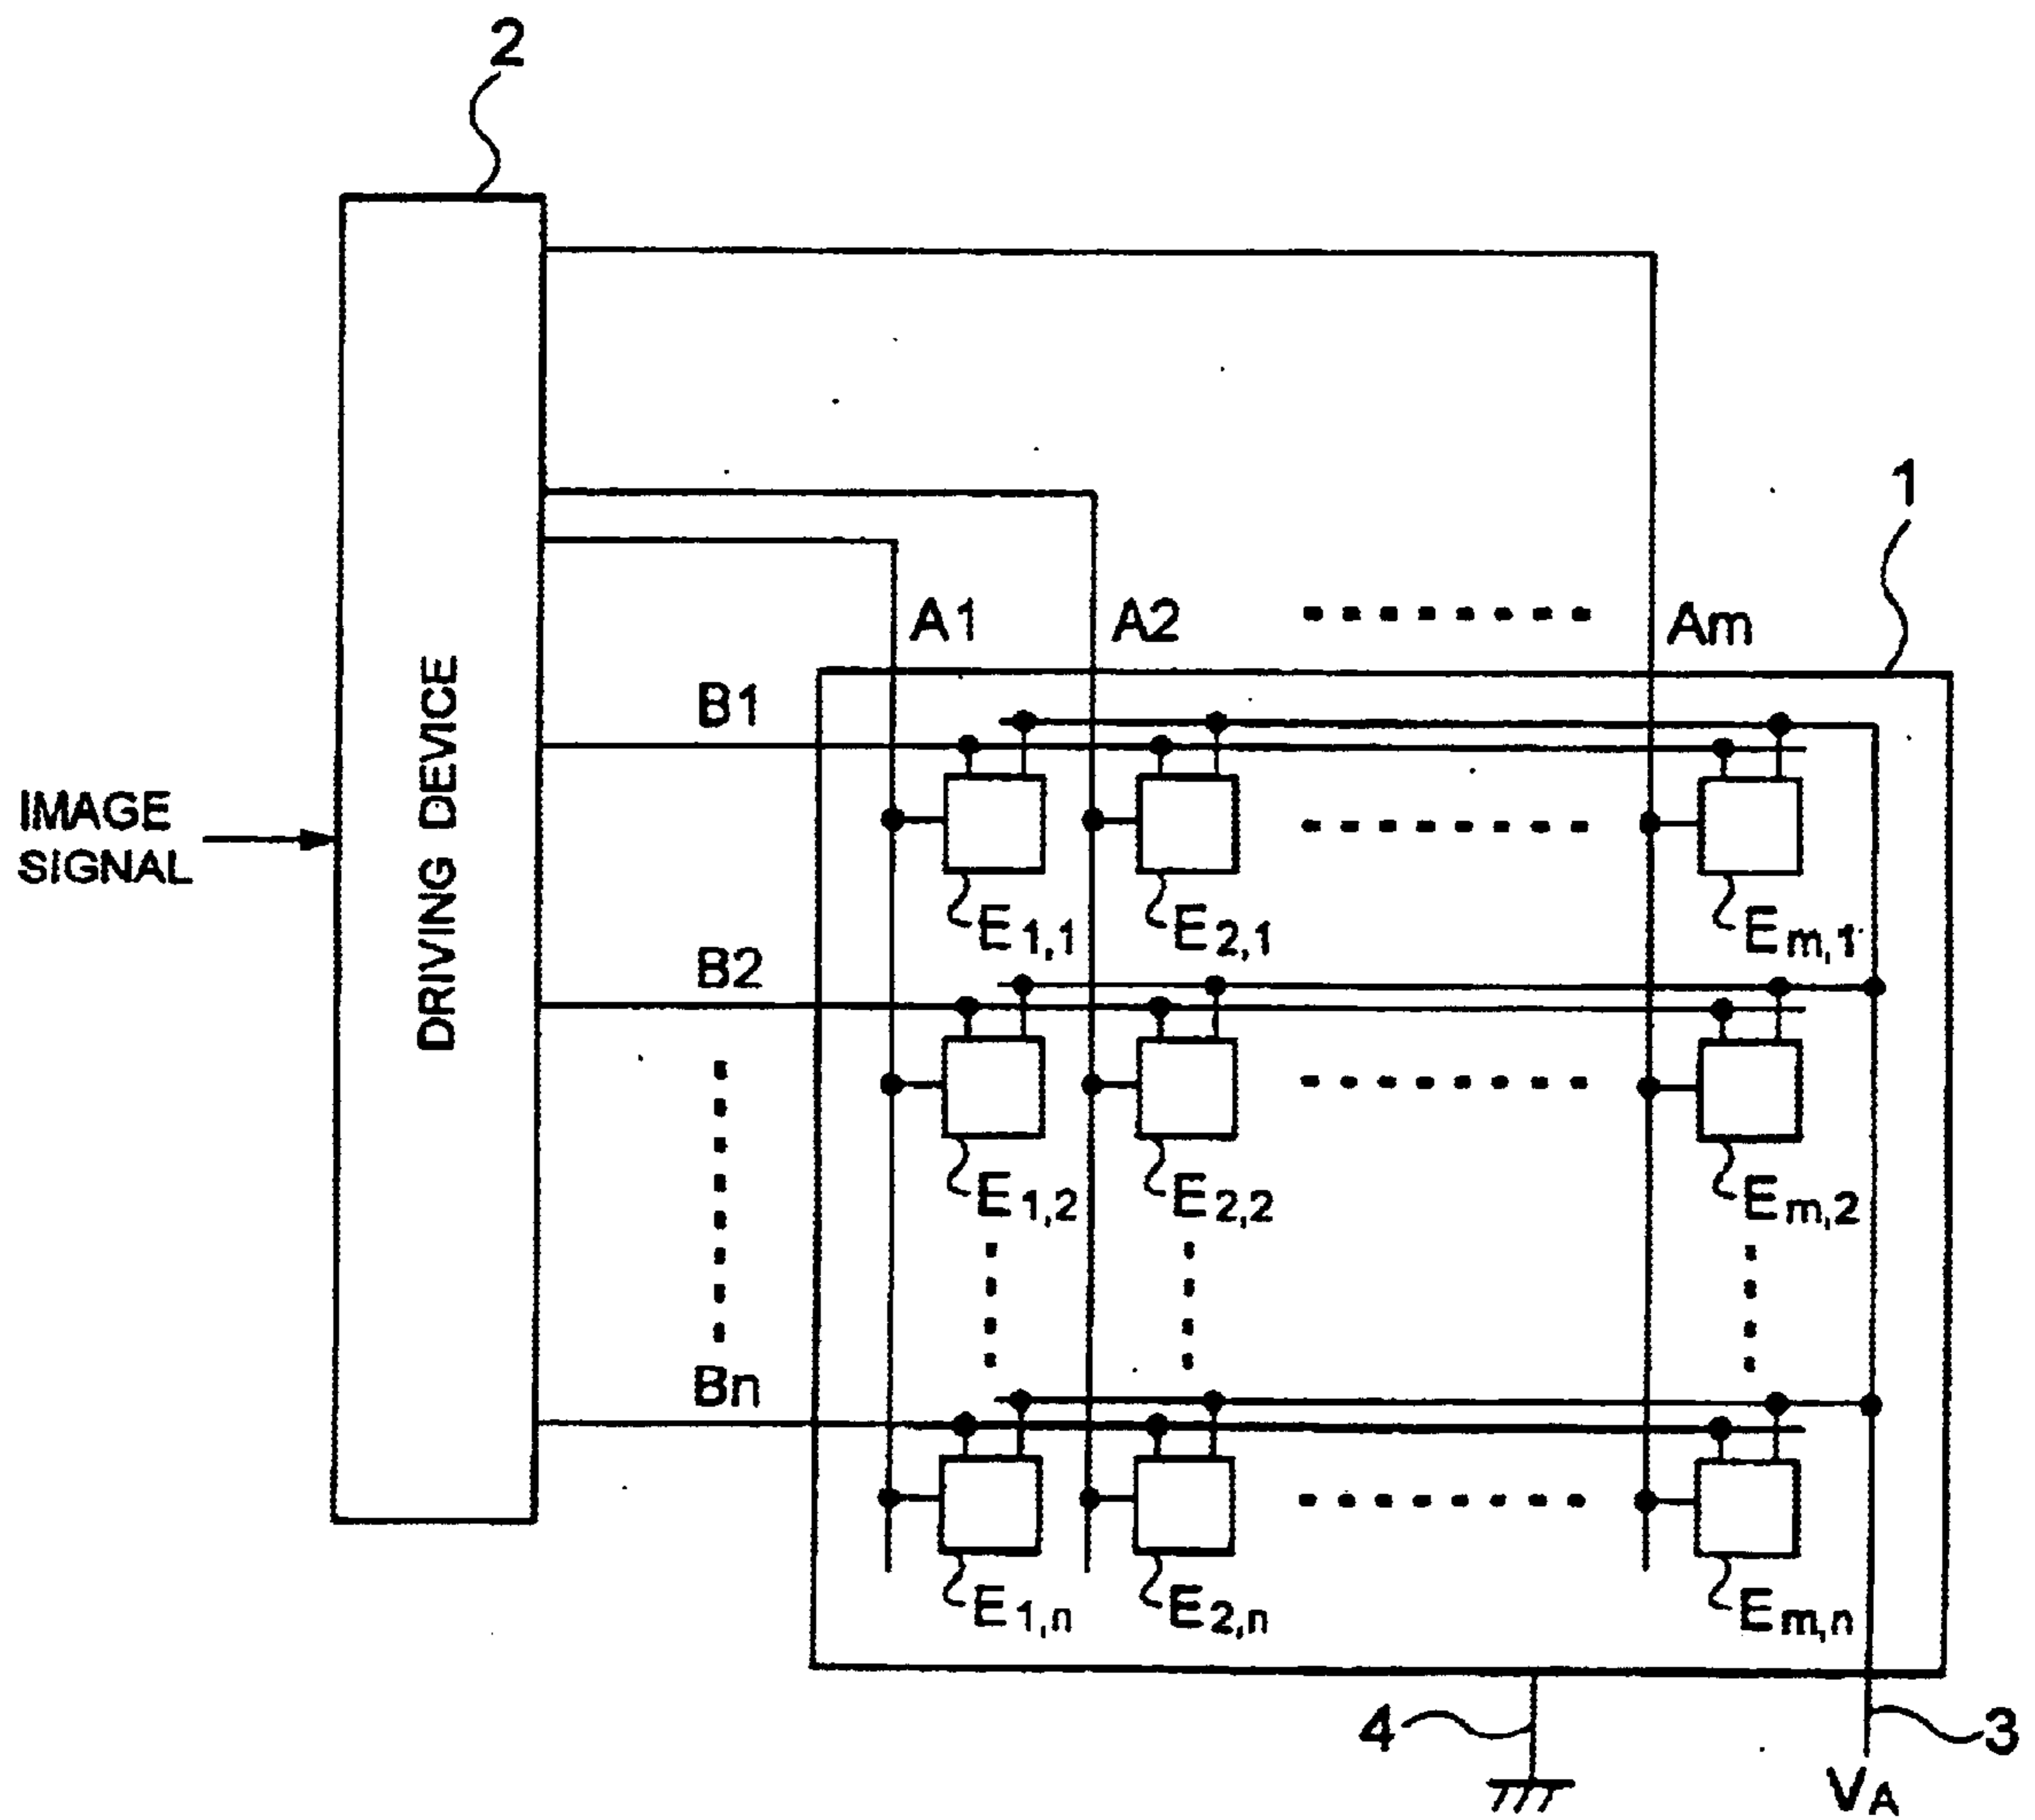 2
1
A1 A2 Am
B1
DRIVING DEVICE
IMAGE
SIGNAL
E1,1 E2,1 Em,1
B2
E1,2 E2,2 Em,2
Bn
E1,n E2,n Em,n
4 3
VA